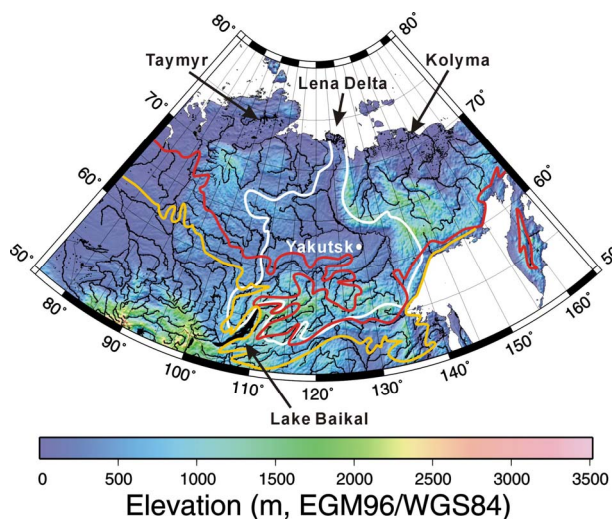 80°
80°
Taymyr
Lena Delta
Kolyma
70°
70°
60°
60°
Yakutsk
50°
50°
80°
90°
100°
110°
120°
130°
140°
150°
160°
Lake Baikal
0 500 1000 1500 2000 2500 3000 3500
Elevation (m, EGM96/WGS84)